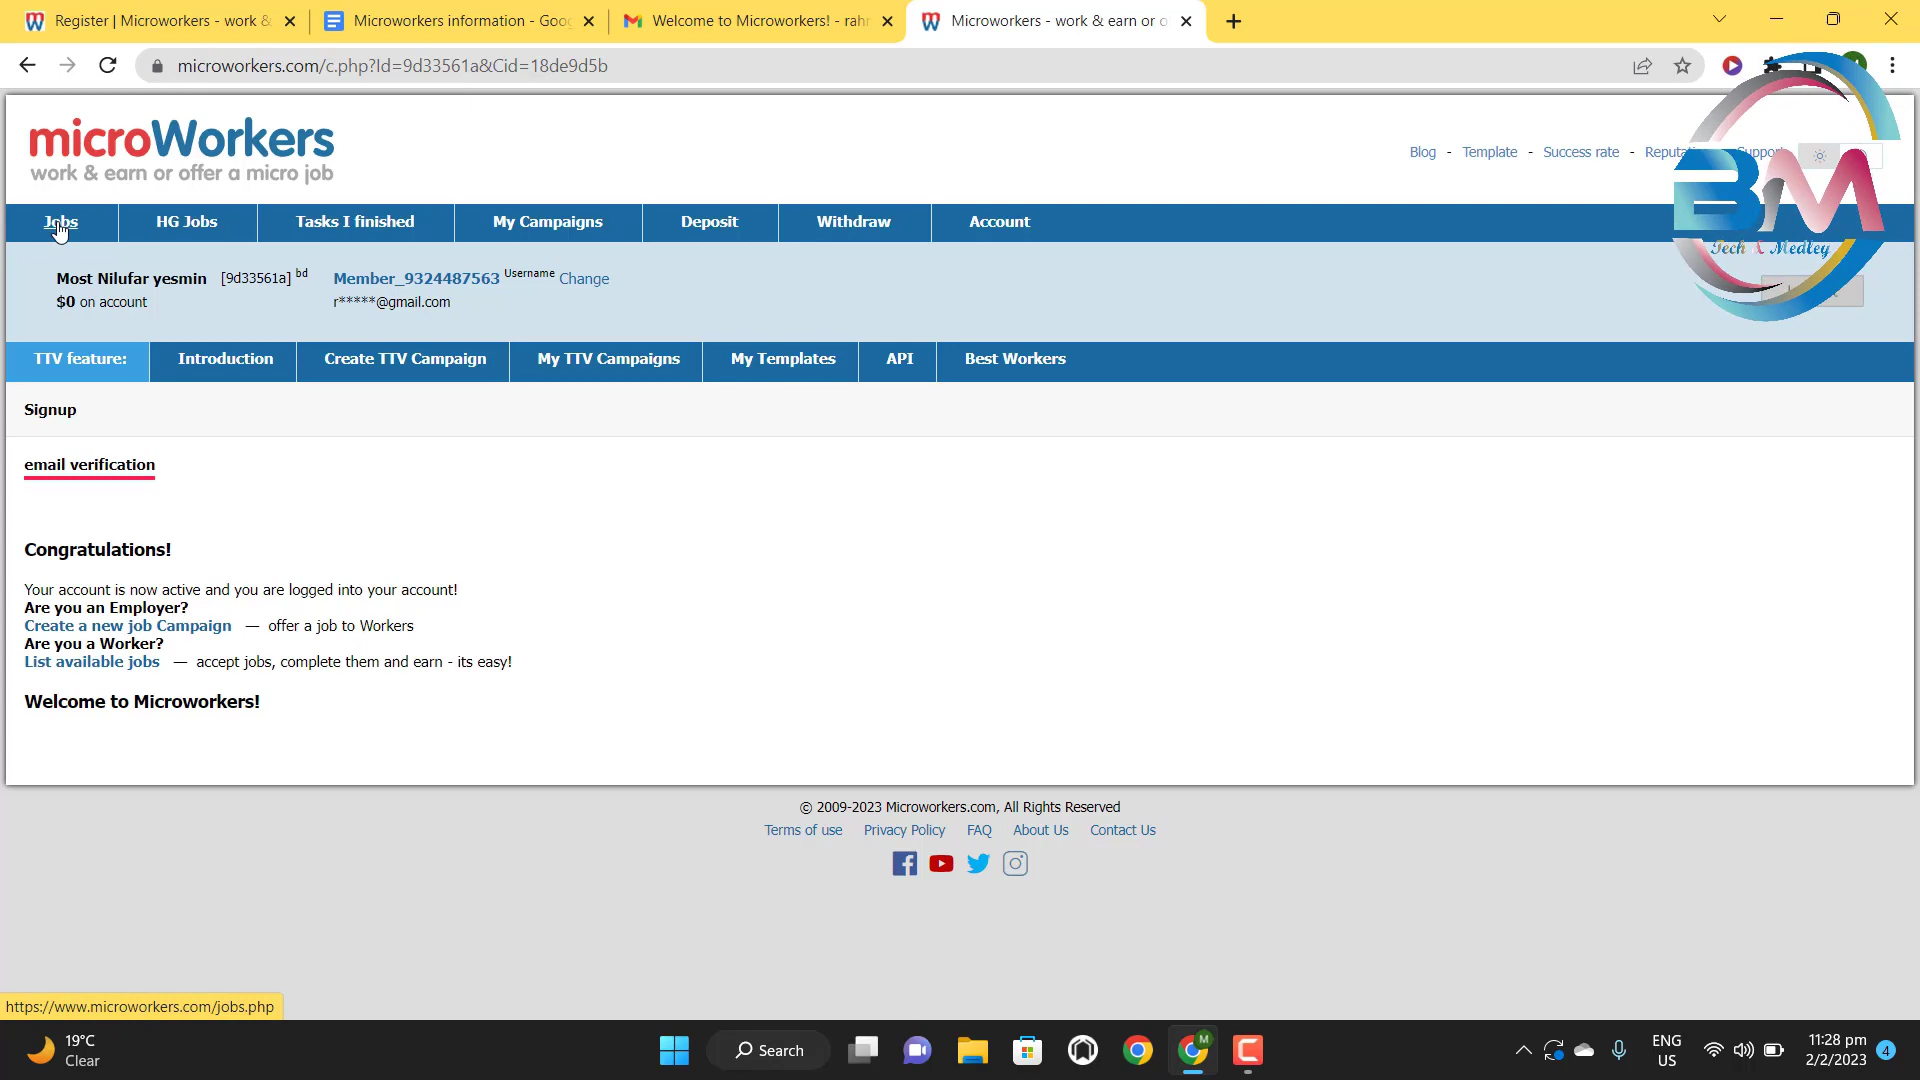 Register | Microworkers - work &
Microworkers information - Goo
Welcome to Microworkers! - rah
Microworkers - work & earn or o
microworkers.com/c.php?Id=9d33561a&Cid=18de9d5b
microWorkers
work & earn or offer a micro job
Blog - Template - Success rate - Reputati Support
BM
Tech & Medley
Jobs
HG Jobs
Tasks I finished
My Campaigns
Deposit
Withdraw
Account
Most Nilufar yesmin [9d33561a] bd Member_9324487563 Username Change
$0 on account r*****@gmail.com
TTV feature:
Introduction
Create TTV Campaign
My TTV Campaigns
My Templates
API
Best Workers
Signup
email verification
Congratulations!
Your account is now active and you are logged into your account!
Are you an Employer?
Create a new job Campaign — offer a job to Workers
Are you a Worker?
List available jobs — accept jobs, complete them and earn - its easy!
Welcome to Microworkers!
© 2009-2023 Microworkers.com, All Rights Reserved
Terms of use Privacy Policy FAQ About Us Contact Us
https://www.microworkers.com/jobs.php
19°C
Clear
Search
M
ENG
US
11:28 pm
2/2/2023
4